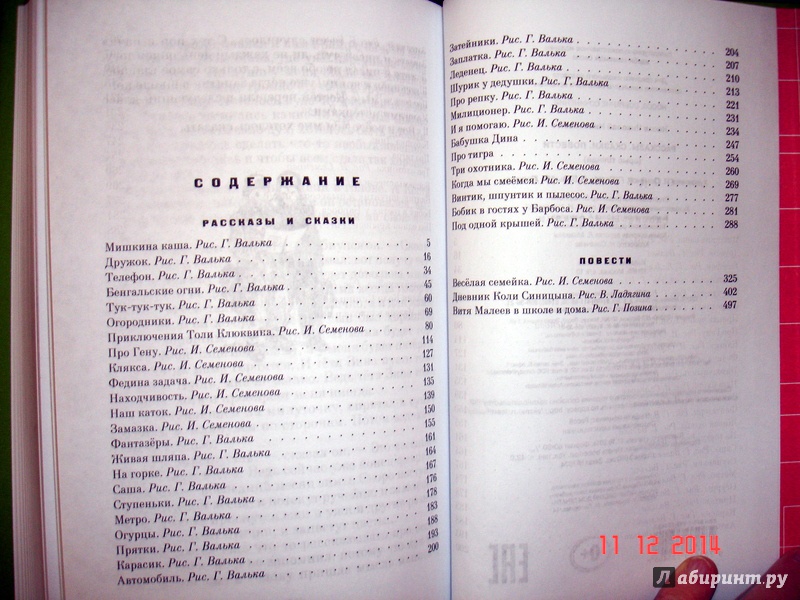 СОДЕРЖАНИЕ
РАССКАЗЫ И СКАЗКИ
Мишкина каша. Рис. Г. Валька 5
Дружок. Рис. Г. Валька 16
Телефон. Рис. Г. Валька 34
Бенгальские огни. Рис. Г. Валька 45
Тук-тук-тук. Рис. Г. Валька 60
Огородники. Рис. Г. Валька 69
Приключения Толи Клюквина. Рис. И. Семенова 80
Про Гену. Рис. И. Семенова 114
Клякса. Рис. И. Семенова 127
Федина задача. Рис. И. Семенова 131
Находчивость. Рис. И. Семенова 135
Наш каток. Рис. И. Семенова 139
Замазка. Рис. И. Семенова 150
Фантазёры. Рис. Г. Валька 155
Живая шляпа. Рис. Г. Валька 161
На горке. Рис. Г. Валька 164
Саша. Рис. Г. Валька 167
Ступеньки. Рис. Г. Валька 176
Метро. Рис. Г. Валька 178
Огурцы. Рис. Г. Валька 183
Прятки. Рис. Г. Валька 188
Карасик. Рис. Г. Валька 193
Автомобиль. Рис. Г. Валька 200
Затейники. Рис. Г. Валька 204
Заплатка. Рис. Г. Валька 207
Леденец. Рис. Г. Валька 210
Шурик у дедушки. Рис. Г. Валька 213
Про репку. Рис. Г. Валька 221
Милиционер. Рис. Г. Валька 231
И я помогаю. Рис. И. Семенова 234
Бабушка Дина 247
Про тигра 254
Три охотника. Рис. И. Семенова 260
Когда мы смеёмся. Рис. И. Семенова 269
Винтик, шпунтик и пылесос. Рис. Г. Валька 277
Бобик в гостях у Барбоса. Рис. И. Семенова 281
Под одной крышей. Рис. Г. Валька 288
ПОВЕСТИ
Весёлая семейка. Рис. И. Семенова 325
Дневник Коли Синицына. Рис. В. Ладягина 402
Витя Малеев в школе и дома. Рис. Г. Позина 497
11 12 2014
Лабиринт.ру